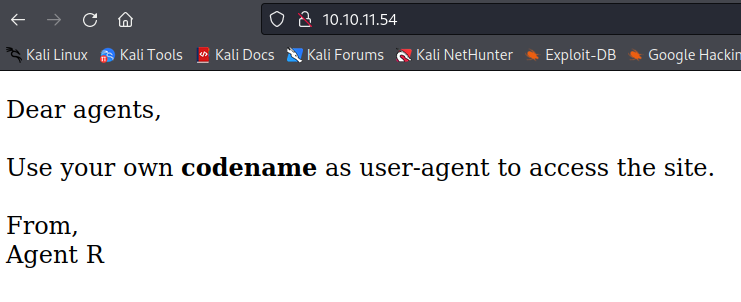 10.10.11.54
Kali Linux Kali Tools Kali Docs Kali Forums Kali NetHunter Exploit-DB Google Hackin
Dear agents,
Use your own codename as user-agent to access the site.
From,
Agent R